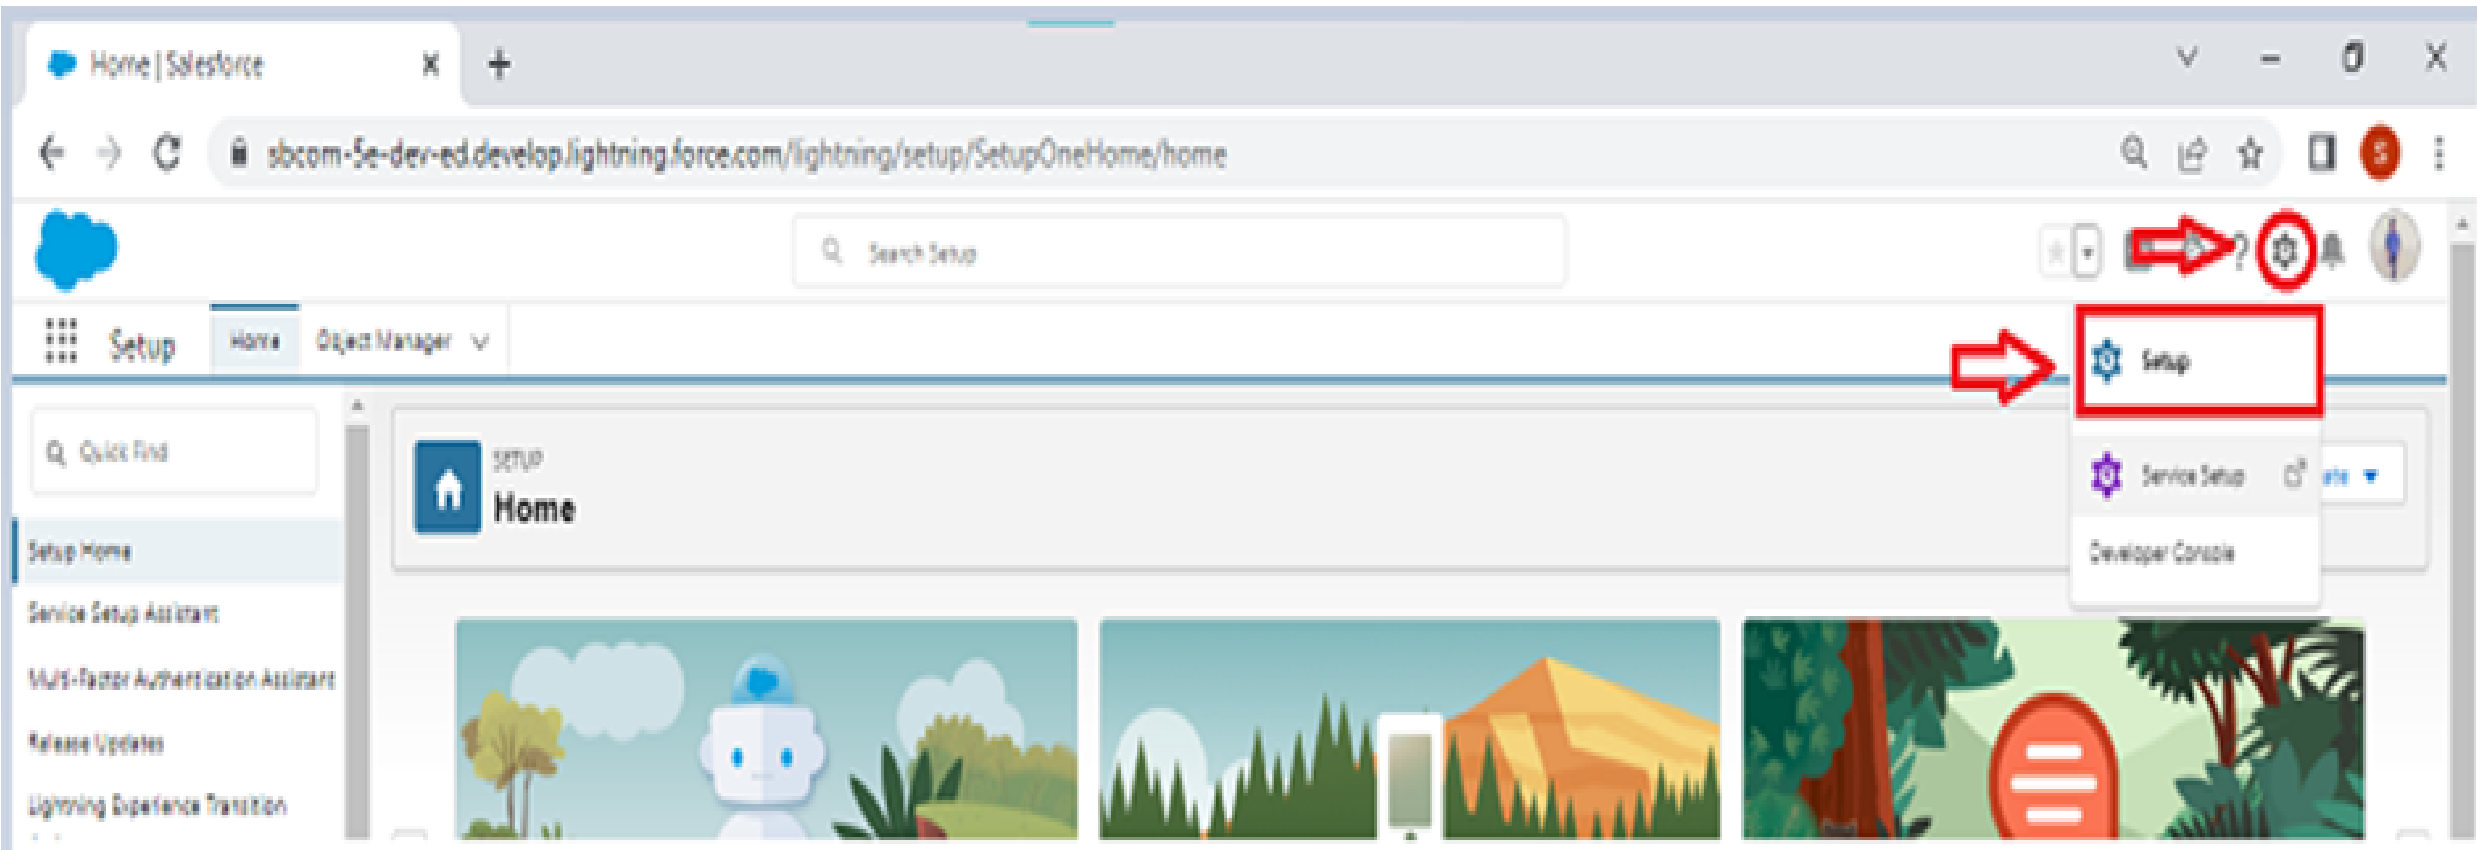 Home | Salesforce
sbcom-5e-dev-ed.develop.lightning.force.com/lightning/setup/SetupOneHome/home
S
Search Setup
?
Setup Home Object Manager
Setup
Quick Find
SETUP
Home
Service Setup
ate
Developer Console
Setup Home
Service Setup Assistant
Multi-Factor Authentication Assistant
Release Updates
Lightning Experience Transition